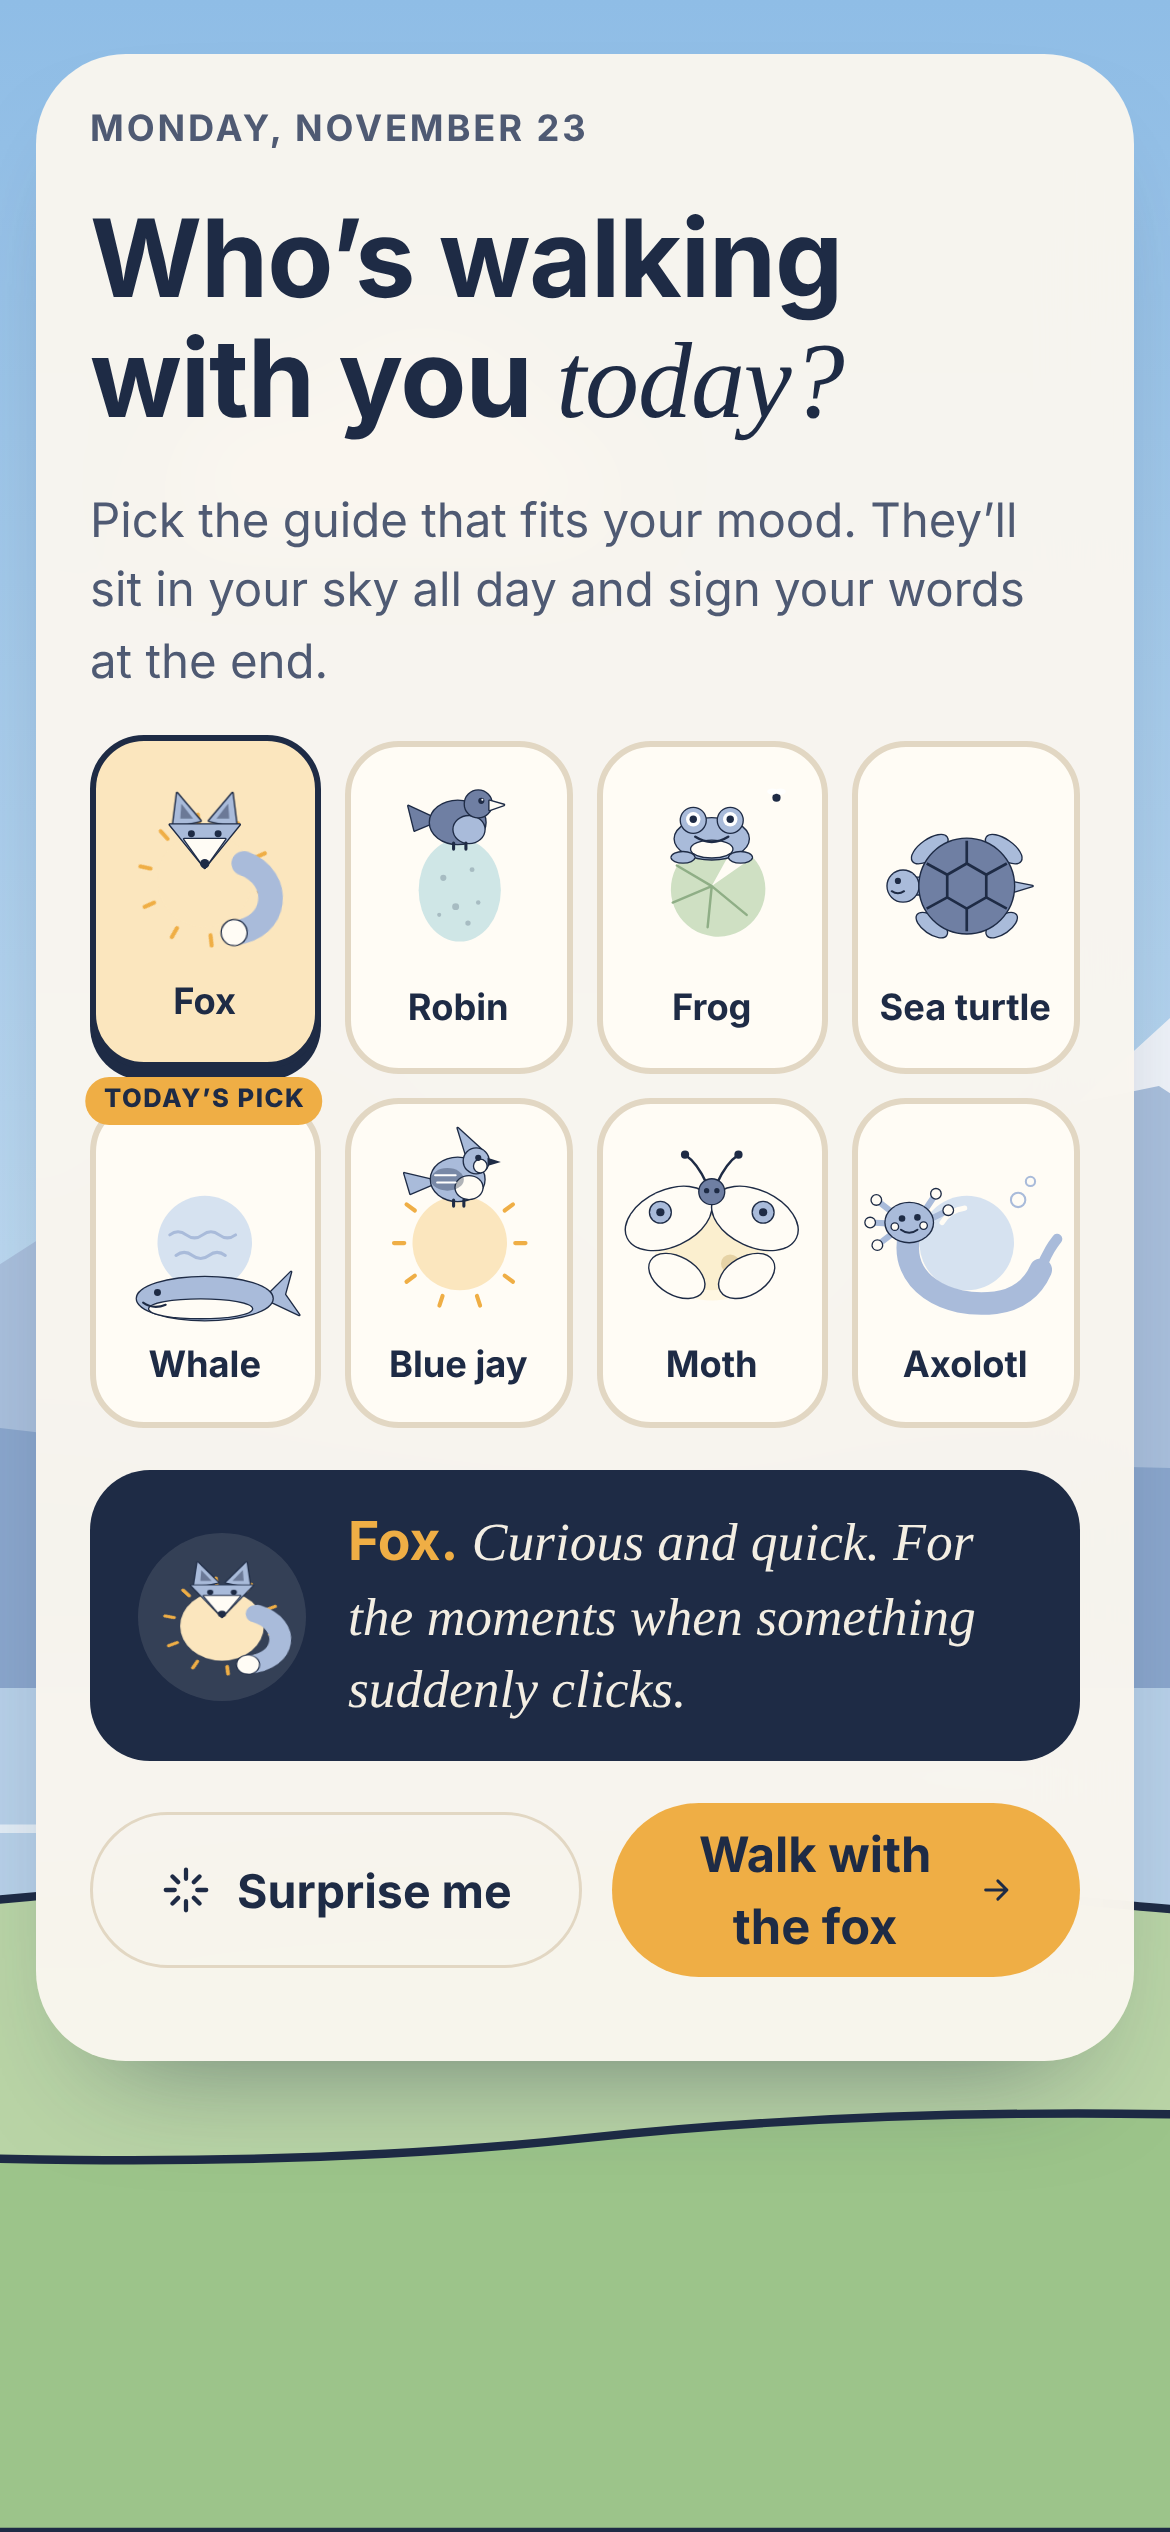 MONDAY, NOVEMBER 23
Who’s walking
with you today?
Pick the guide that fits your mood. They’ll
sit in your sky all day and sign your words
at the end.
Fox
Robin
Frog
Sea turtle
TODAY’S PICK
Whale
Blue jay
Moth
Axolotl
Fox. Curious and quick. For
the moments when something
suddenly clicks.
Surprise me
Walk with
the fox